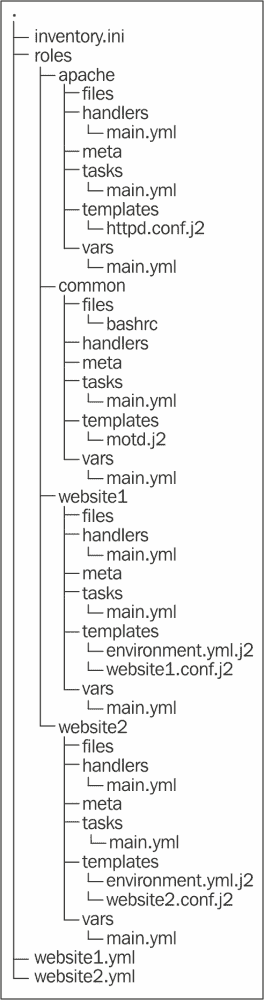 .
inventory.ini
roles
apache
files
handlers
main.yml
meta
tasks
main.yml
templates
httpd.conf.j2
vars
main.yml
common
files
bashrc
handlers
meta
tasks
main.yml
templates
motd.j2
vars
main.yml
website1
files
handlers
main.yml
meta
tasks
main.yml
templates
environment.yml.j2
website1.conf.j2
vars
main.yml
website2
files
handlers
main.yml
meta
tasks
main.yml
templates
environment.yml.j2
website2.conf.j2
vars
main.yml
website1.yml
website2.yml